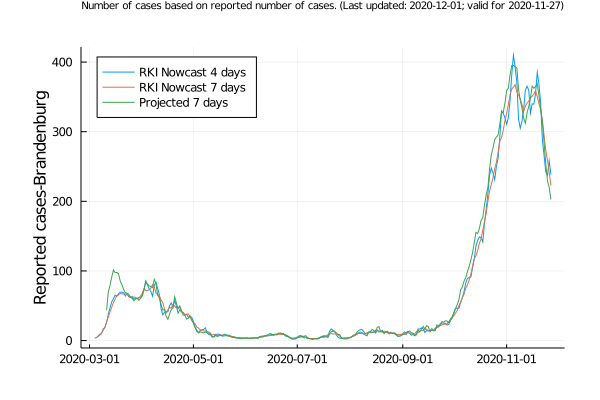 Number of cases based on reported number of cases. (Last updated: 2020-12-01; valid for 2020-11-27)
Reported cases-Brandenburg
400
300
200
100
0
RKI Nowcast 4 days
RKI Nowcast 7 days
Projected 7 days
2020-03-01
2020-05-01
2020-07-01
2020-09-01
2020-11-01